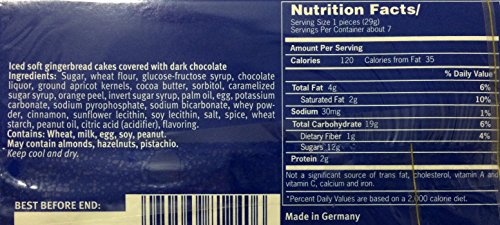 Iced soft gingerbread cakes covered with dark chocolate
Ingredients: Sugar, wheat flour, glucose-fructose syrup, chocolate
liquor, ground apricot kernels, cocoa butter, sorbitol, caramelized
sugar syrup, orange peel, invert sugar syrup, palm oil, egg, potassium
carbonate, sodium pyrophosphate, sodium bicarbonate, whey pow-
der, cinnamon, sunflower lecithin, soy lecithin, salt, spice, wheat
starch, peanut oil, citric acid (acidifier), flavoring.
Contains: Wheat, milk, egg, soy, peanut.
May contain almonds, hazelnuts, pistachio.
Keep cool and dry.
BEST BEFORE END:
Nutrition Facts/
Serving Size 1 pieces (29g)
Servings Per Container about 7
Amount Per Serving
Calories 120 Calories from Fat 35
% Daily Value
Total Fat 4g 6%
Saturated Fat 2g 10%
Sodium 30mg 1%
Total Carbohydrate 19g 6%
Dietary Fiber 1g 4%
Sugars 12g
Protein 2g
Not a significant source of trans fat, cholesterol, vitamin A and
vitamin C, calcium and iron.
*Percent Daily Values are based on a 2,000 calorie diet.
Made in Germany